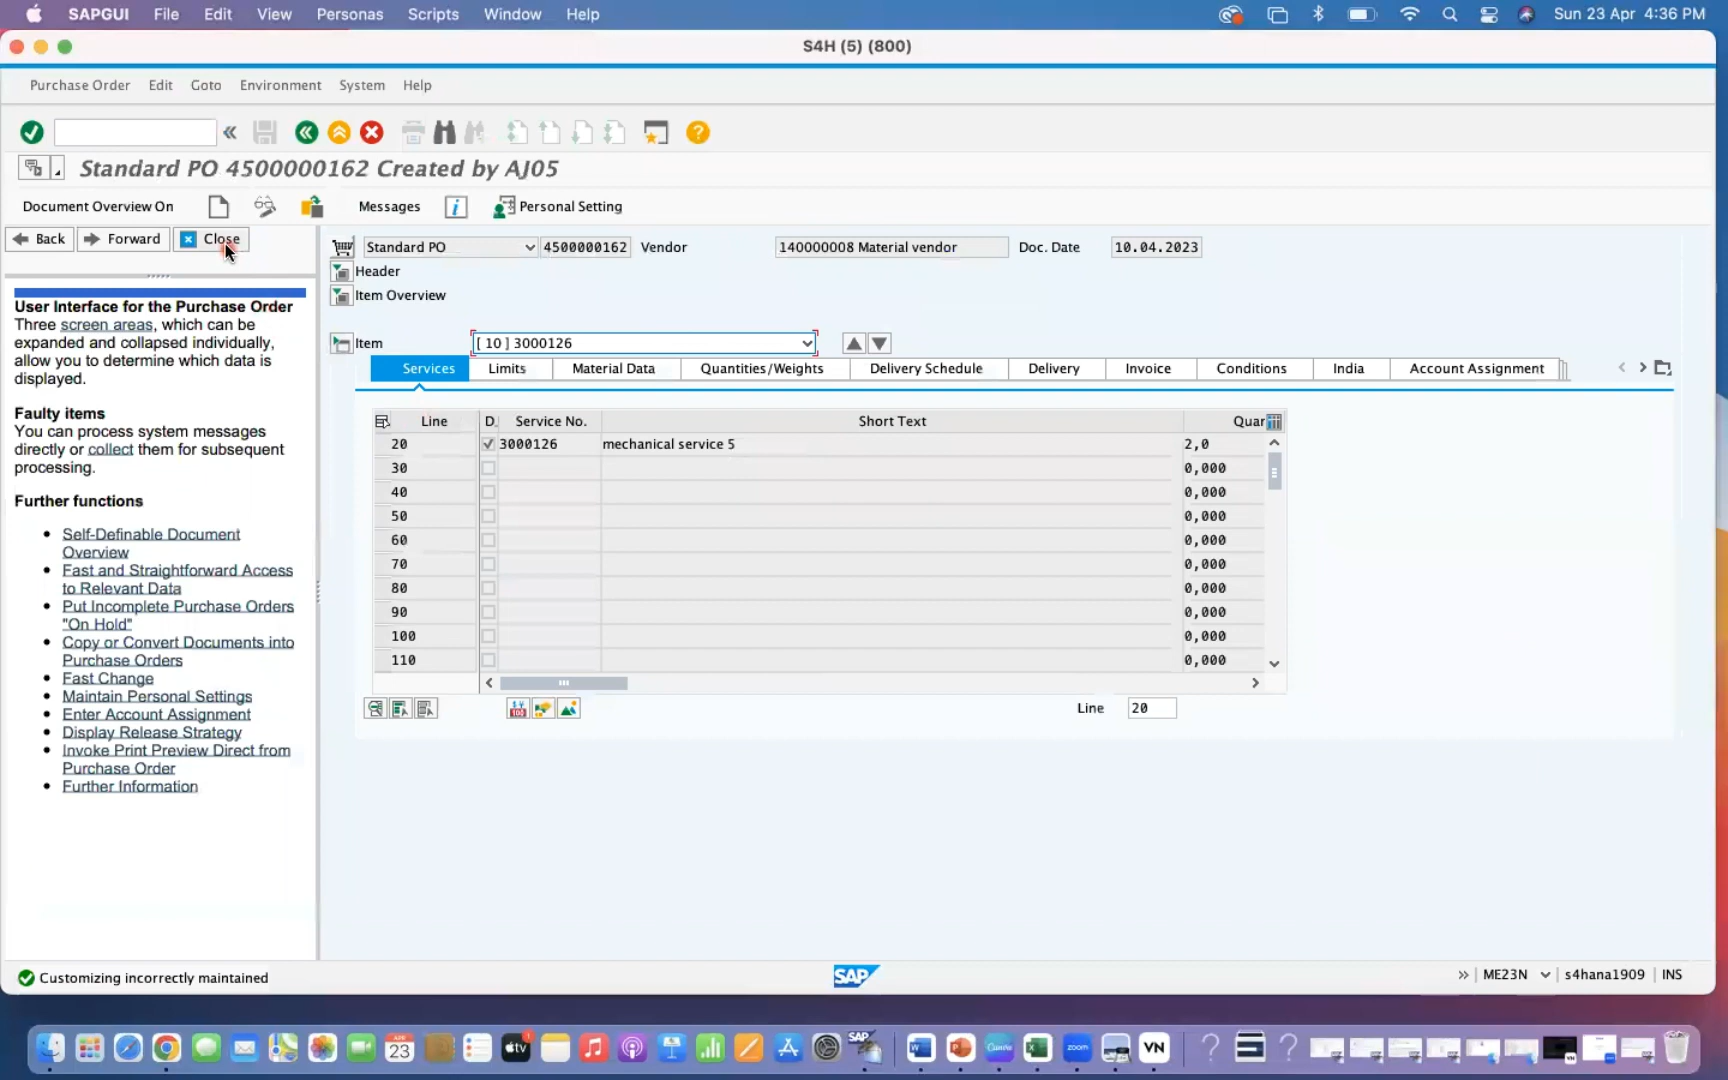 SAPGUI File Edit View Personas Scripts Window Help Sun 23 Apr 4:36 PM
S4H (5) (800)
Purchase Order Edit Goto Environment System Help
Standard PO 4500000162 Created by AJ05
Document Overview On Messages Personal Setting
Back Forward Close
Standard PO 4500000162 Vendor 140000008 Material vendor Doc. Date 10.04.2023
Header
Item Overview
Item [ 10 ] 3000126
Services Limits Material Data Quantities/Weights Delivery Schedule Delivery Invoice Conditions India Account Assignment
Line D. Service No. Short Text Quar
20 3000126 mechanical service 5 2,0
30 0,000
40 0,000
50 0,000
60 0,000
70 0,000
80 0,000
90 0,000
100 0,000
110 0,000
Line 20
User Interface for the Purchase Order
Three screen areas, which can be
expanded and collapsed individually,
allow you to determine which data is
displayed.
Faulty items
You can process system messages
directly or collect them for subsequent
processing.
Further functions
Self-Definable Document
Overview
Fast and Straightforward Access
to Relevant Data
Put Incomplete Purchase Orders
"On Hold"
Copy or Convert Documents into
Purchase Orders
Fast Change
Maintain Personal Settings
Enter Account Assignment
Display Release Strategy
Invoke Print Preview Direct from
Purchase Order
Further Information
Customizing incorrectly maintained
SAP
ME23N s4hana1909 INS
APR
23
tv
SAP
zoom
VN